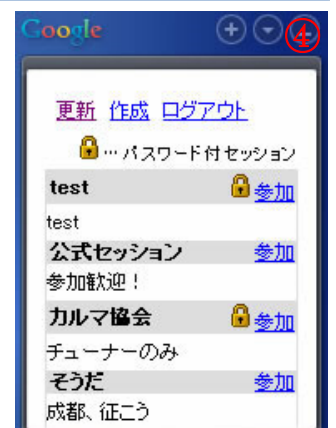 Google
④
更新 作成 ログアウト
… パスワード付セッション
test 参加
test
公式セッション 参加
参加歓迎！
カルマ協会 参加
チューナーのみ
そうだ 参加
成都、征こう